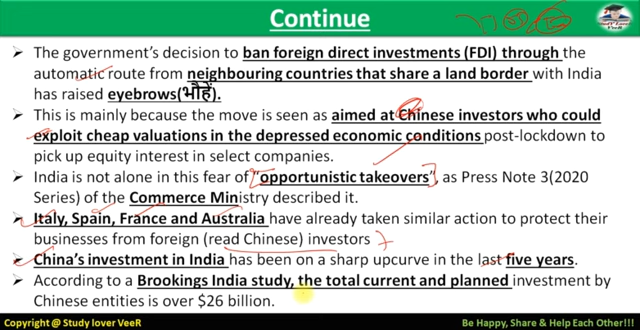 Continue
➢ The government's decision to ban foreign direct investments (FDI) through the
automatic route from neighbouring countries that share a land border with India
has raised eyebrows(भौहें).
➢ This is mainly because the move is seen as aimed at Chinese investors who could
exploit cheap valuations in the depressed economic conditions post-lockdown to
pick up equity interest in select companies.
➢ India is not alone in this fear of "opportunistic takeovers", as Press Note 3(2020
Series) of the Commerce Ministry described it.
➢ Italy, Spain, France and Australia have already taken similar action to protect their
businesses from foreign (read Chinese) investors
➢ China's investment in India has been on a sharp upcurve in the last five years.
➢ According to a Brookings India study, the total current and planned investment by
Chinese entities is over $26 billion.
Copyright @ Study lover VeeR
Be Happy, Share & Help Each Other!!!